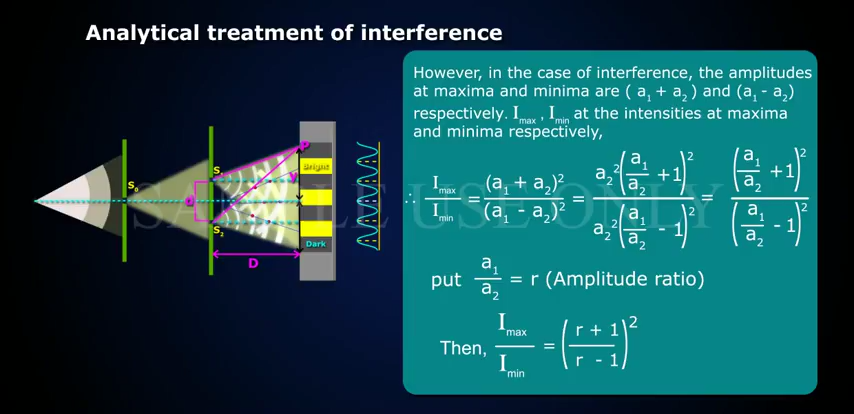 Analytical treatment of interference
However, in the case of interference, the amplitudes
at maxima and minima are ( a₁ + a₂ ) and (a₁ - a₂)
respectively. Iₘₐₓ , Iₘᵢₙ at the intensities at maxima
and minima respectively,
∴ Iₘₐₓ / Iₘᵢₙ = (a₁ + a₂)² / (a₁ - a₂)² = a₂² (a₁/a₂ + 1)² / a₂² (a₁/a₂ - 1)² = (a₁/a₂ + 1)² / (a₁/a₂ - 1)²
put a₁/a₂ = r (Amplitude ratio)
Then, Iₘₐₓ / Iₘᵢₙ = (r + 1 / r - 1)²
P
S
Bright
S₀
y
d
S₂
Dark
D
SAMPLE USE ONLY